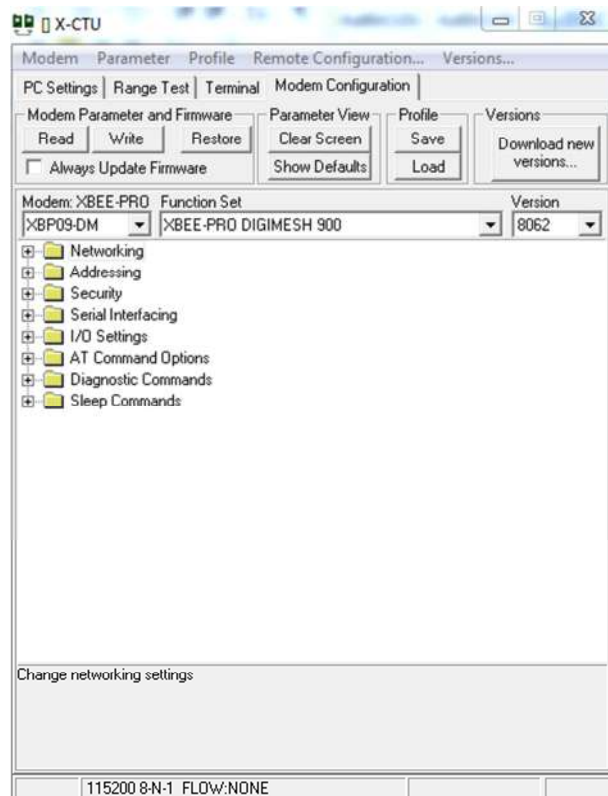 X-CTU
Modem Parameter Profile Remote Configuration... Versions...
PC Settings Range Test Terminal Modem Configuration
Modem Parameter and Firmware Parameter View Profile Versions
Read Write Restore Clear Screen Save Download new versions...
Always Update Firmware Show Defaults Load
Modem: XBEE-PRO Function Set Version
XBP09-DM XBEE-PRO DIGIMESH 900 8062
Networking
Addressing
Security
Serial Interfacing
I/O Settings
AT Command Options
Diagnostic Commands
Sleep Commands
Change networking settings
115200 8-N-1 FLOW:NONE